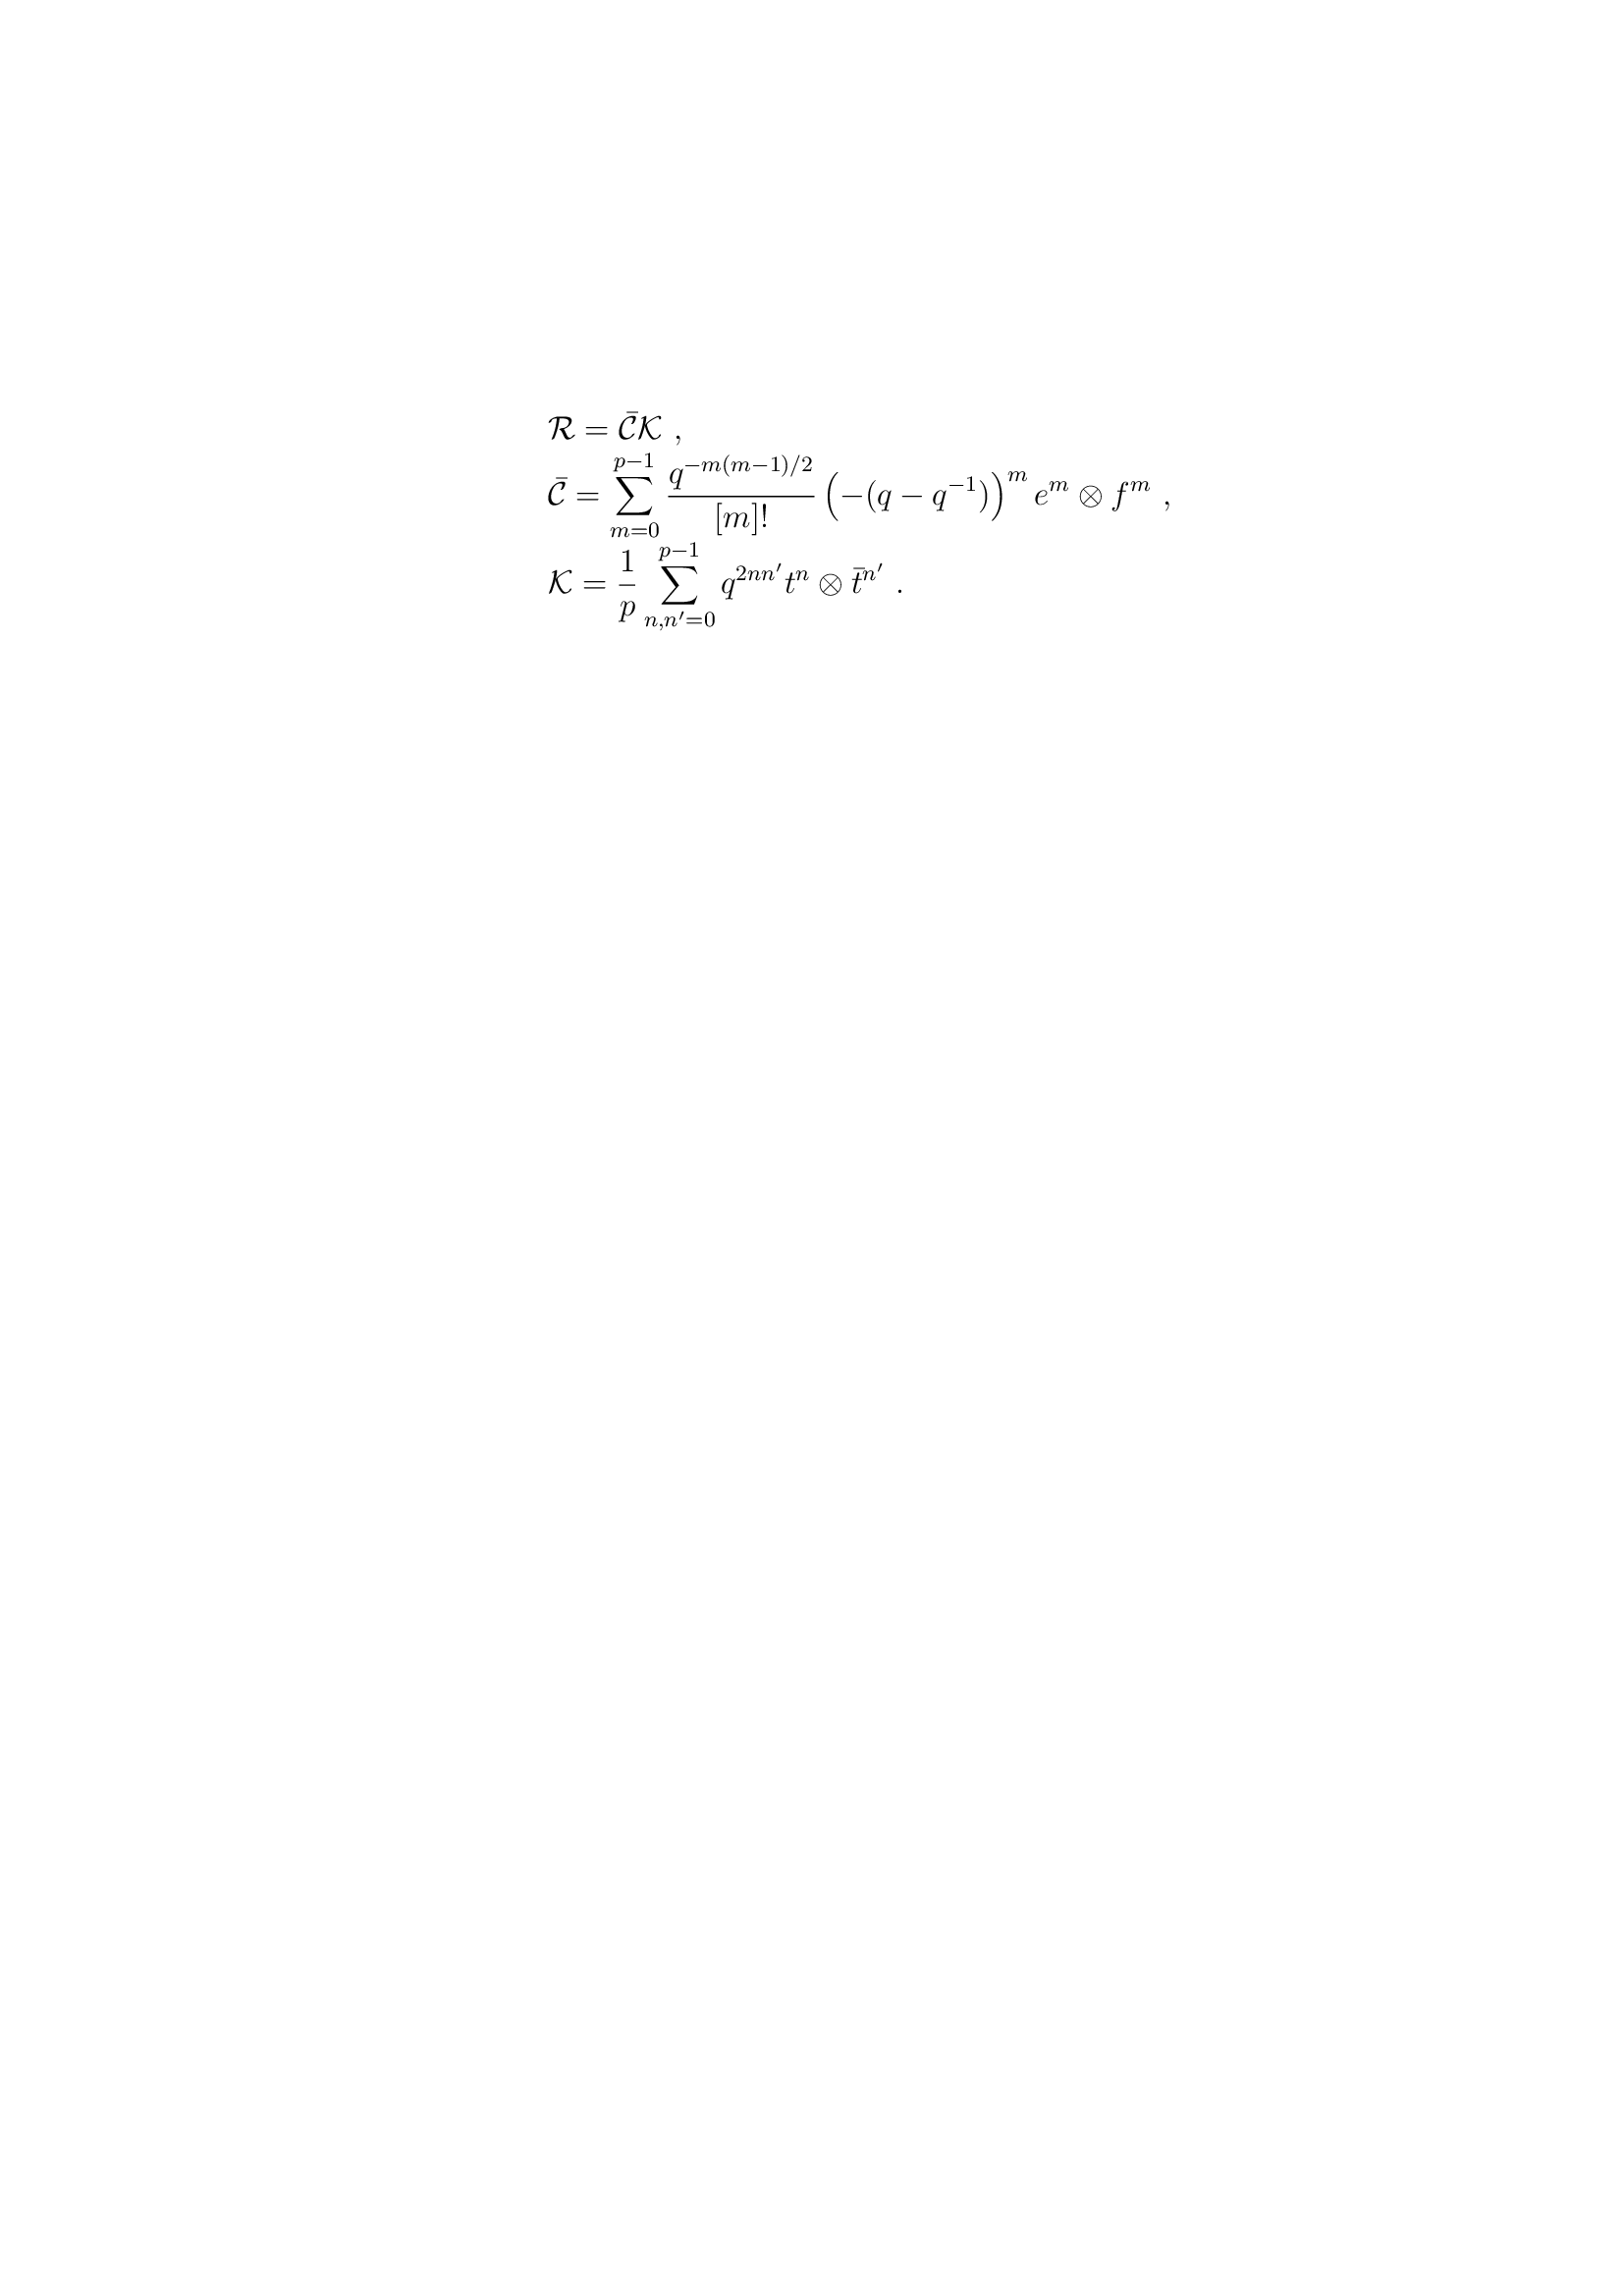 $\mathcal{R} = \bar{\mathcal{C}}\mathcal{K}\ ,$
$\bar{\mathcal{C}} = \sum_{m=0}^{p-1} \frac{q^{-m(m-1)/2}}{[m]!} \left(-(q-q^{-1})\right)^m e^m \otimes f^m\ ,$
$\mathcal{K} = \frac{1}{p} \sum_{n,n'=0}^{p-1} q^{2nn'} t^n \otimes \bar{t}^{n'}\ .$